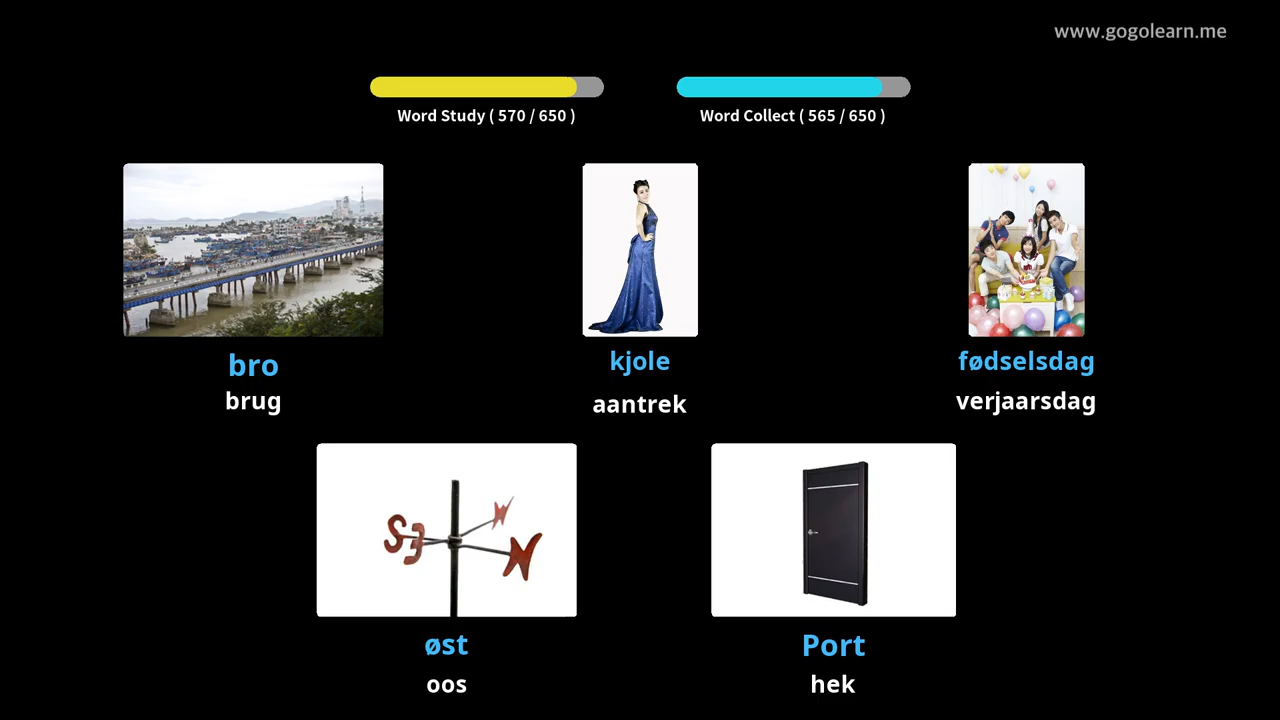 www.gogolearn.me
Word Study ( 570 / 650 )
Word Collect ( 565 / 650 )
bro
brug
kjole
aantrek
fødselsdag
verjaarsdag
S E N
øst
oos
Port
hek